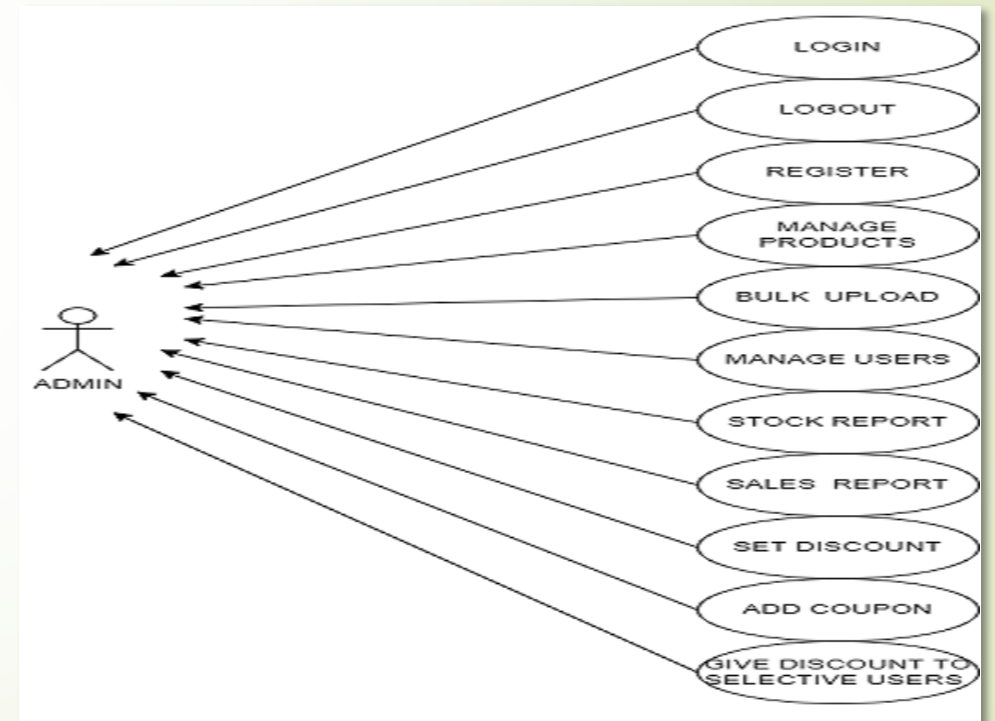 LOGIN
LOGOUT
REGISTER
MANAGE
PRODUCTS
BULK UPLOAD
ADMIN
MANAGE USERS
STOCK REPORT
SALES REPORT
SET DISCOUNT
ADD COUPON
GIVE DISCOUNT TO
SELECTIVE USERS